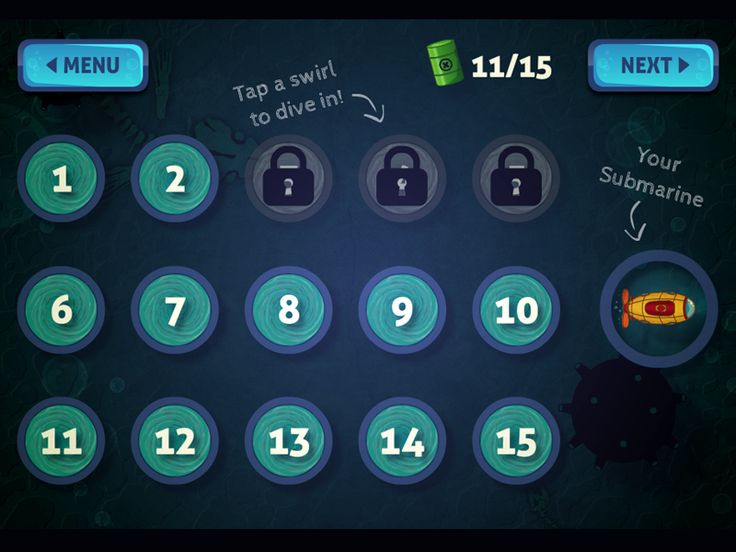 MENU
Tap a swirl
to dive in!
11/15
NEXT
1 2
Your
Submarine
6 7 8 9 10
11 12 13 14 15